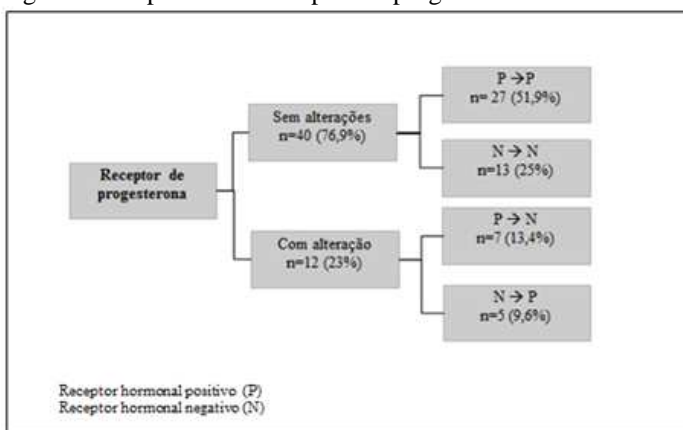 Receptor de
progesterona
Sem alterações
n=40 (76,9%)
Com alteração
n=12 (23%)
P → P
n= 27 (51,9%)
N → N
n=13 (25%)
P → N
n=7 (13,4%)
N → P
n=5 (9,6%)
Receptor hormonal positivo (P)
Receptor hormonal negativo (N)